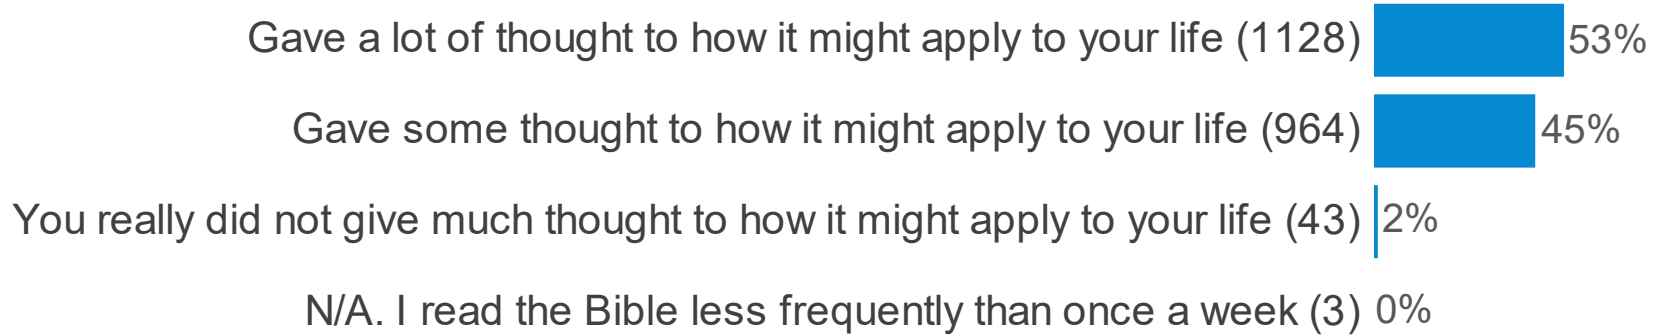 Gave a lot of thought to how it might apply to your life (1128) 53%
Gave some thought to how it might apply to your life (964) 45%
You really did not give much thought to how it might apply to your life (43) 2%
N/A. I read the Bible less frequently than once a week (3) 0%